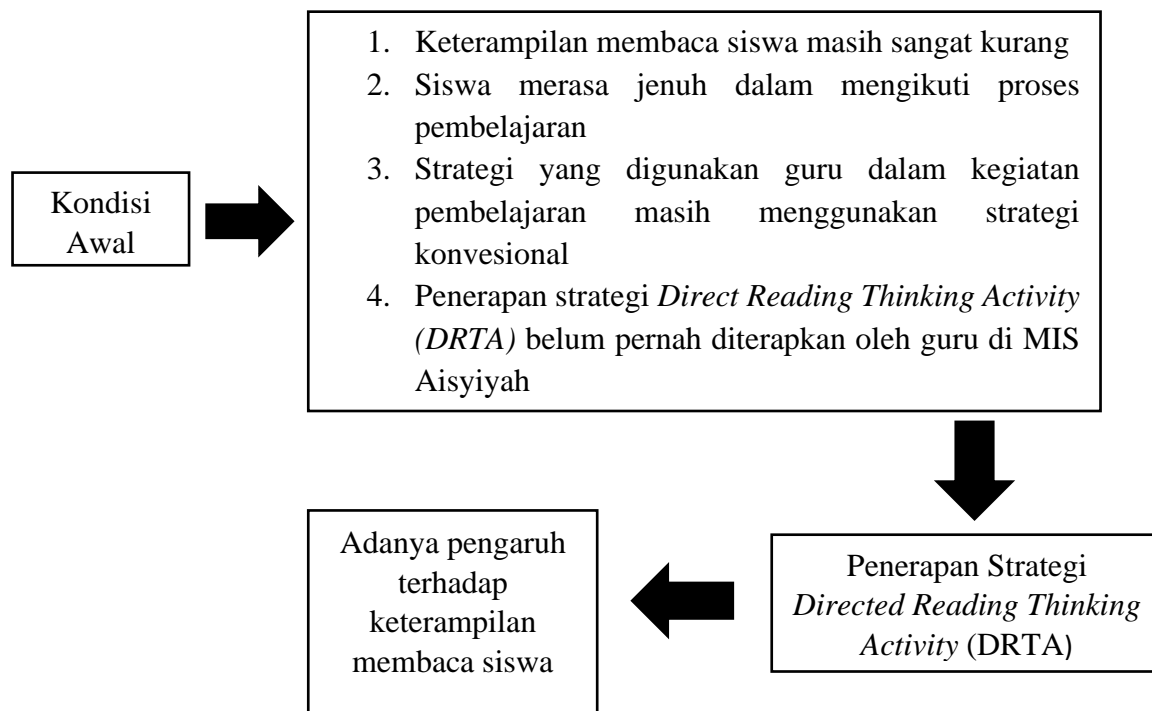 Kondisi
Awal
1. Keterampilan membaca siswa masih sangat kurang
2. Siswa merasa jenuh dalam mengikuti proses
pembelajaran
3. Strategi yang digunakan guru dalam kegiatan
pembelajaran masih menggunakan strategi
konvesional
4. Penerapan strategi Direct Reading Thinking Activity
(DRTA) belum pernah diterapkan oleh guru di MIS
Aisyiyah
Penerapan Strategi
Directed Reading Thinking
Activity (DRTA)
Adanya pengaruh
terhadap
keterampilan
membaca siswa